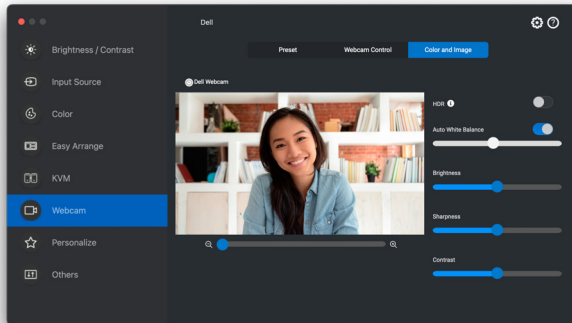 Dell
Brightness / Contrast
Input Source
Color
Easy Arrange
KVM
Webcam
Personalize
Others
Preset
Webcam Control
Color and Image
Dell Webcam
HDR
Auto White Balance
Brightness
Sharpness
Contrast